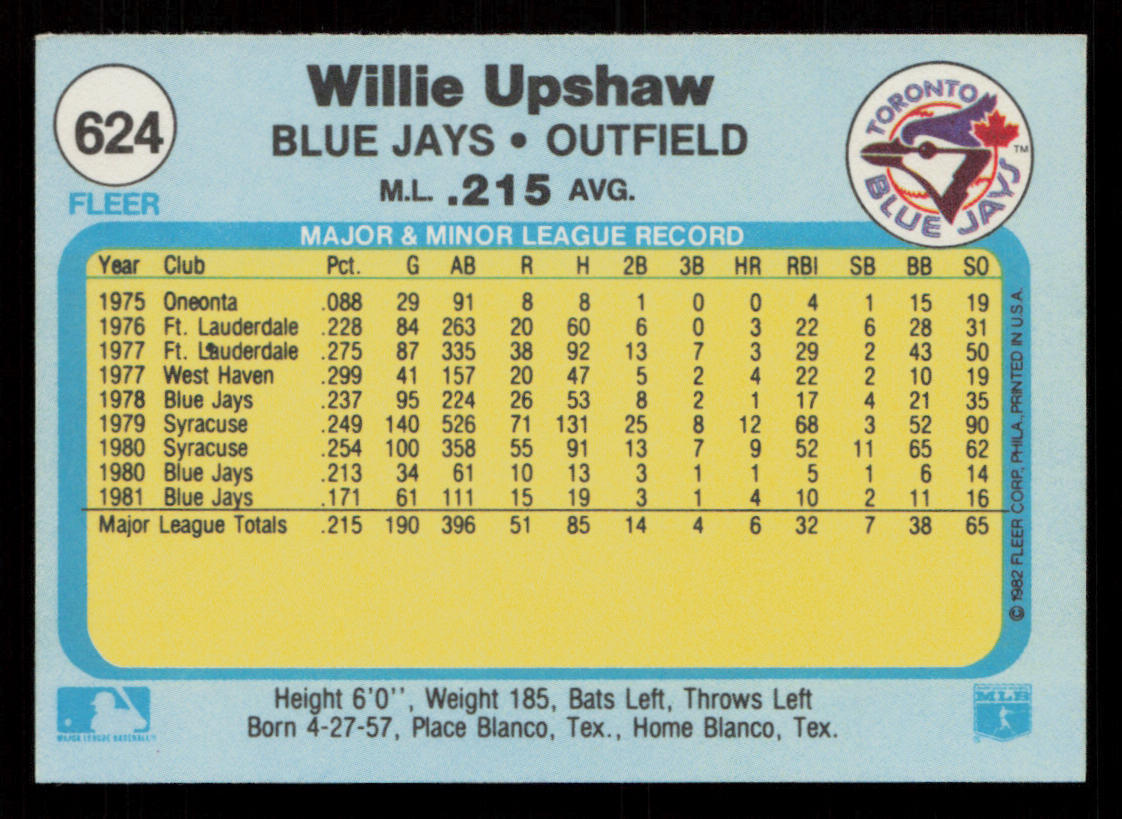 624
FLEER
Willie Upshaw
BLUE JAYS • OUTFIELD
M.L. .215 AVG.
TORONTO
BLUE JAYS
TM
MAJOR & MINOR LEAGUE RECORD
Year Club Pct. G AB R H 2B 3B HR RBI SB BB SO
1975 Oneonta .088 29 91 8 8 1 0 0 4 1 15 19
1976 Ft. Lauderdale .228 84 263 20 60 6 0 3 22 6 28 31
1977 Ft. Lauderdale .275 87 335 38 92 13 7 3 29 2 43 50
1977 West Haven .299 41 157 20 47 5 2 4 22 2 10 19
1978 Blue Jays .237 95 224 26 53 8 2 1 17 4 21 35
1979 Syracuse .249 140 526 71 131 25 8 12 68 3 52 90
1980 Syracuse .254 100 358 55 91 13 7 9 52 11 65 62
1980 Blue Jays .213 34 61 10 13 3 1 1 5 1 6 14
1981 Blue Jays .171 61 111 15 19 3 1 4 10 2 11 16
Major League Totals .215 190 396 51 85 14 4 6 32 7 38 65
© 1982 FLEER CORP., PHILA., PRINTED IN U.S.A.
Height 6'0'', Weight 185, Bats Left, Throws Left
Born 4-27-57, Place Blanco, Tex., Home Blanco, Tex.
MAJOR LEAGUE BASEBALL
MLB